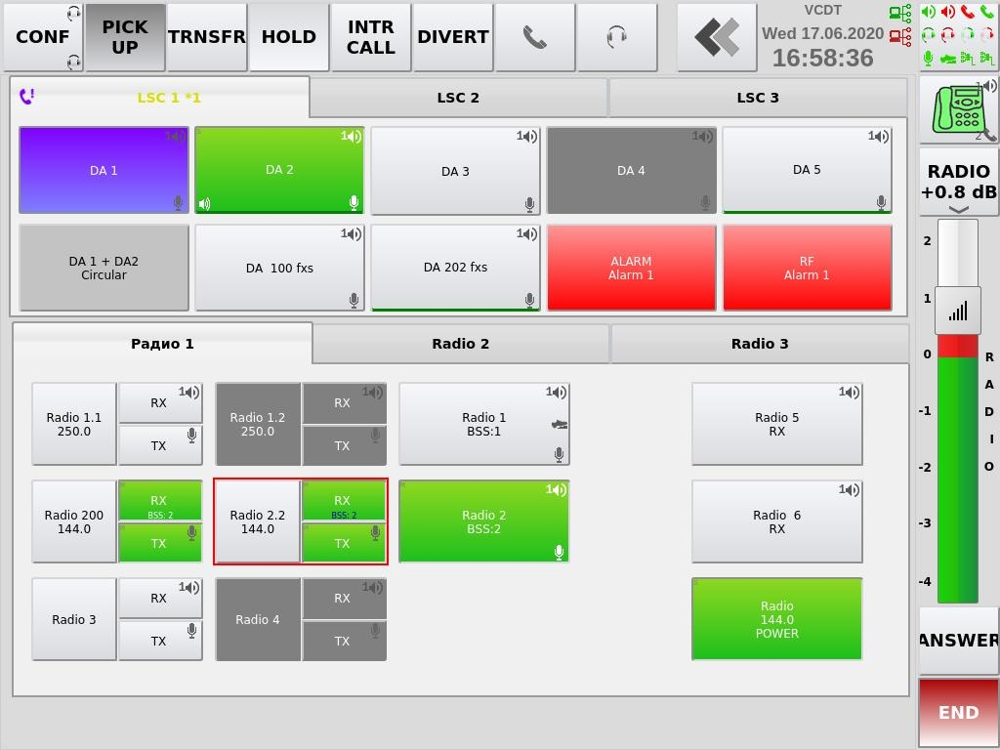 CONF
PICK
UP
TRNSFR
HOLD
INTR
CALL
DIVERT
VCDT
Wed 17.06.2020
16:58:36
LSC 1 *1
LSC 2
LSC 3
1
2
RADIO
+0.8 dB
1
DA 1
1
DA 2
1
DA 3
1
DA 4
1
DA 5
DA 1 + DA2
Circular
1
DA 100 fxs
1
DA 202 fxs
ALARM
Alarm 1
RF
Alarm 1
Радио 1
Radio 2
Radio 3
Radio 1.1
250.0
RX
1
TX
Radio 1.2
250.0
RX
1
TX
1
Radio 1
BSS:1
1
Radio 5
RX
Radio 200
144.0
RX
BSS: 2
TX
Radio 2.2
144.0
RX
BSS: 2
TX
1
Radio 2
BSS:2
1
Radio 6
RX
Radio 3
RX
1
TX
Radio 4
RX
1
TX
Radio
144.0
POWER
2
1
0
-1
-2
-3
-4
R
A
D
I
O
ANSWER
END